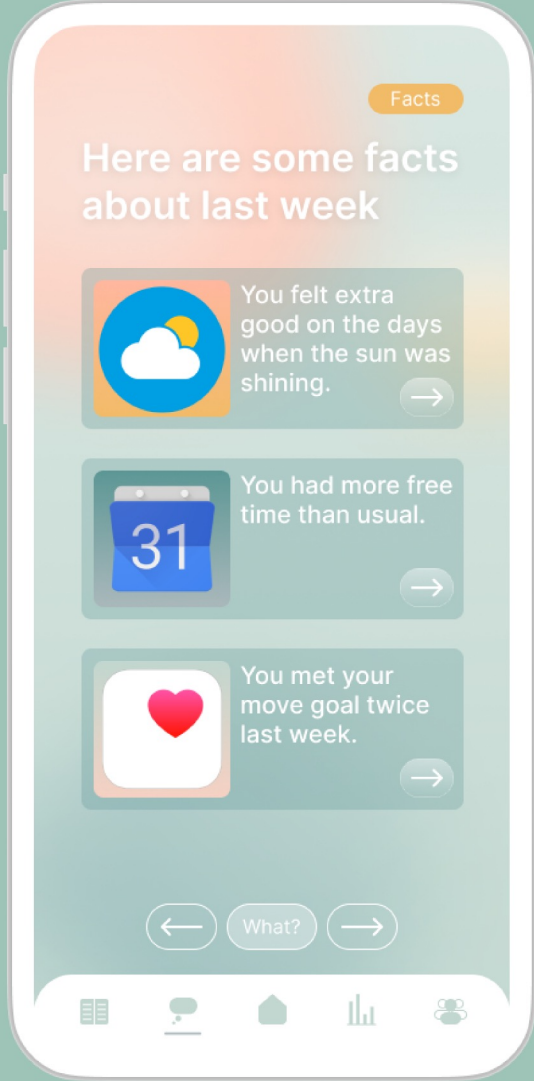 Facts
Here are some facts
about last week
You felt extra
good on the days
when the sun was
shining.
31
You had more free
time than usual.
You met your
move goal twice
last week.
What?